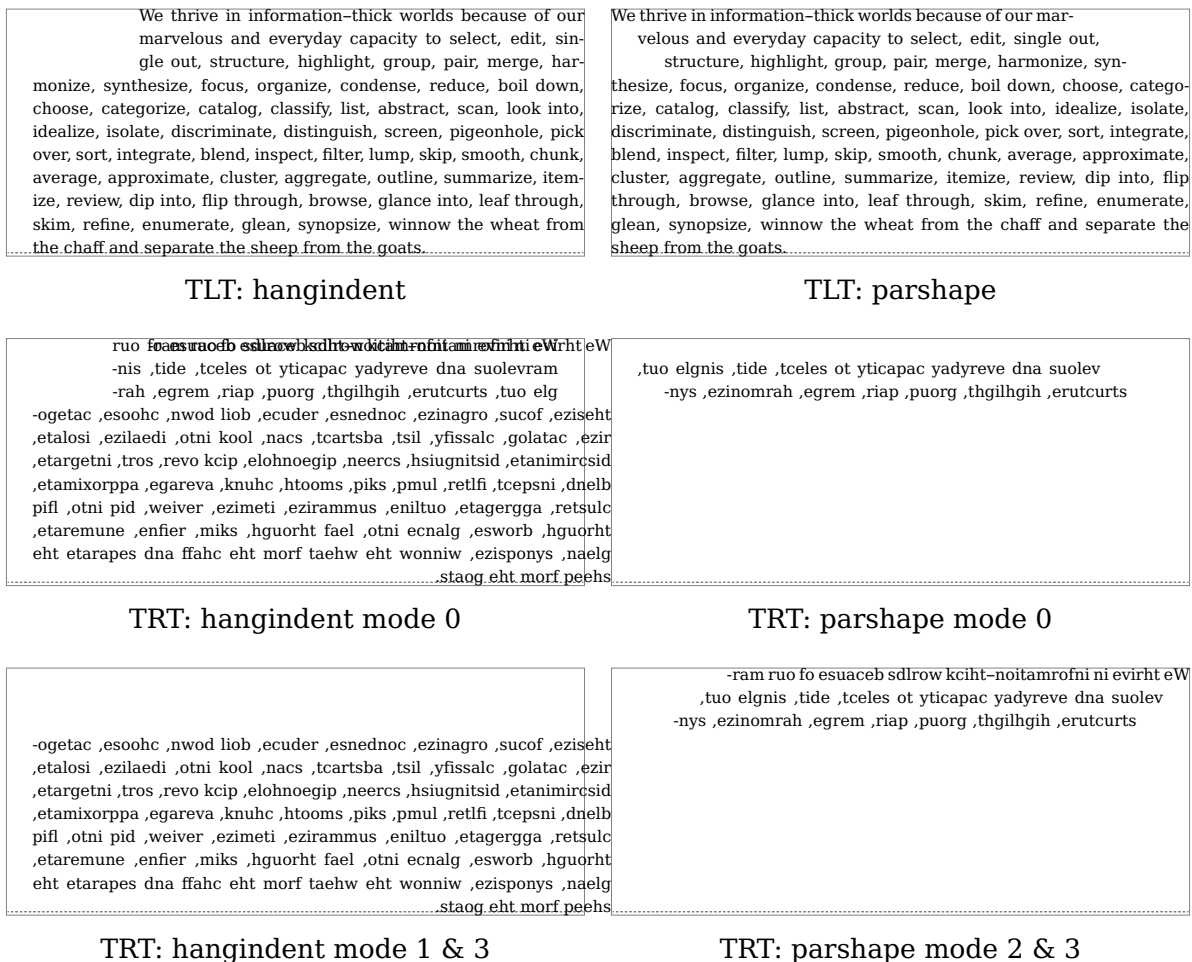 We thrive in information–thick worlds because of our
marvelous and everyday capacity to select, edit, sin-
gle out, structure, highlight, group, pair, merge, har-
monize, synthesize, focus, organize, condense, reduce, boil down,
choose, categorize, catalog, classify, list, abstract, scan, look into,
idealize, isolate, discriminate, distinguish, screen, pigeonhole, pick
over, sort, integrate, blend, inspect, filter, lump, skip, smooth, chunk,
average, approximate, cluster, aggregate, outline, summarize, item-
ize, review, dip into, flip through, browse, glance into, leaf through,
skim, refine, enumerate, glean, synopsize, winnow the wheat from
the chaff and separate the sheep from the goats.
TLT: hangindent
We thrive in information–thick worlds because of our mar-
velous and everyday capacity to select, edit, single out,
structure, highlight, group, pair, merge, harmonize, syn-
thesize, focus, organize, condense, reduce, boil down, choose, catego-
rize, catalog, classify, list, abstract, scan, look into, idealize, isolate,
discriminate, distinguish, screen, pigeonhole, pick over, sort, integrate,
blend, inspect, filter, lump, skip, smooth, chunk, average, approximate,
cluster, aggregate, outline, summarize, itemize, review, dip into, flip
through, browse, glance into, leaf through, skim, refine, enumerate,
glean, synopsize, winnow the wheat from the chaff and separate the
sheep from the goats.
TLT: parshape
ruo eW
-nis ,tide ,tceles ot yticapac yadyreve dna suolevram
-rah ,egrem ,riap ,puorg ,thgilhgih ,erutcurts ,tuo elg
-ogetac ,esoohc ,nwod liob ,ecuder ,esnednoc ,ezinagro ,sucof ,eziseht
,etalosi ,ezilaedi ,otni kool ,nacs ,tcartsba ,tsil ,yfissalc ,golatac ,ezir
,etargetni ,tros ,revo kcip ,elohnoegip ,neercs ,hsiugnitsid ,etanimircsid
,etamixorppa ,egareva ,knuhc ,htooms ,piks ,pmul ,retlfi ,tcepsni ,dnelb
pifl ,otni pid ,weiver ,ezimeti ,ezirammus ,eniltuo ,etagergga ,retsulc
,etaremune ,enfier ,miks ,hguorht fael ,otni ecnalg ,esworb ,hguorht
eht etarapes dna ffahc eht morf taehw eht wonniw ,ezisponys ,naelg
.staog eht morf peehs
TRT: hangindent mode 0
,tuo elgnis ,tide ,tceles ot yticapac yadyreve dna suolev
-nys ,ezinomrah ,egrem ,riap ,puorg ,thgilhgih ,erutcurts
TRT: parshape mode 0
-ogetac ,esoohc ,nwod liob ,ecuder ,esnednoc ,ezinagro ,sucof ,eziseht
,etalosi ,ezilaedi ,otni kool ,nacs ,tcartsba ,tsil ,yfissalc ,golatac ,ezir
,etargetni ,tros ,revo kcip ,elohnoegip ,neercs ,hsiugnitsid ,etanimircsid
,etamixorppa ,egareva ,knuhc ,htooms ,piks ,pmul ,retlfi ,tcepsni ,dnelb
pifl ,otni pid ,weiver ,ezimeti ,ezirammus ,eniltuo ,etagergga ,retsulc
,etaremune ,enfier ,miks ,hguorht fael ,otni ecnalg ,esworb ,hguorht
eht etarapes dna ffahc eht morf taehw eht wonniw ,ezisponys ,naelg
.staog eht morf peehs
TRT: hangindent mode 1 & 3
-ram ruo fo esuaceb sdlrow kciht–noitamrofni ni evirht eW
,tuo elgnis ,tide ,tceles ot yticapac yadyreve dna suolev
-nys ,ezinomrah ,egrem ,riap ,puorg ,thgilhgih ,erutcurts
TRT: parshape mode 2 & 3